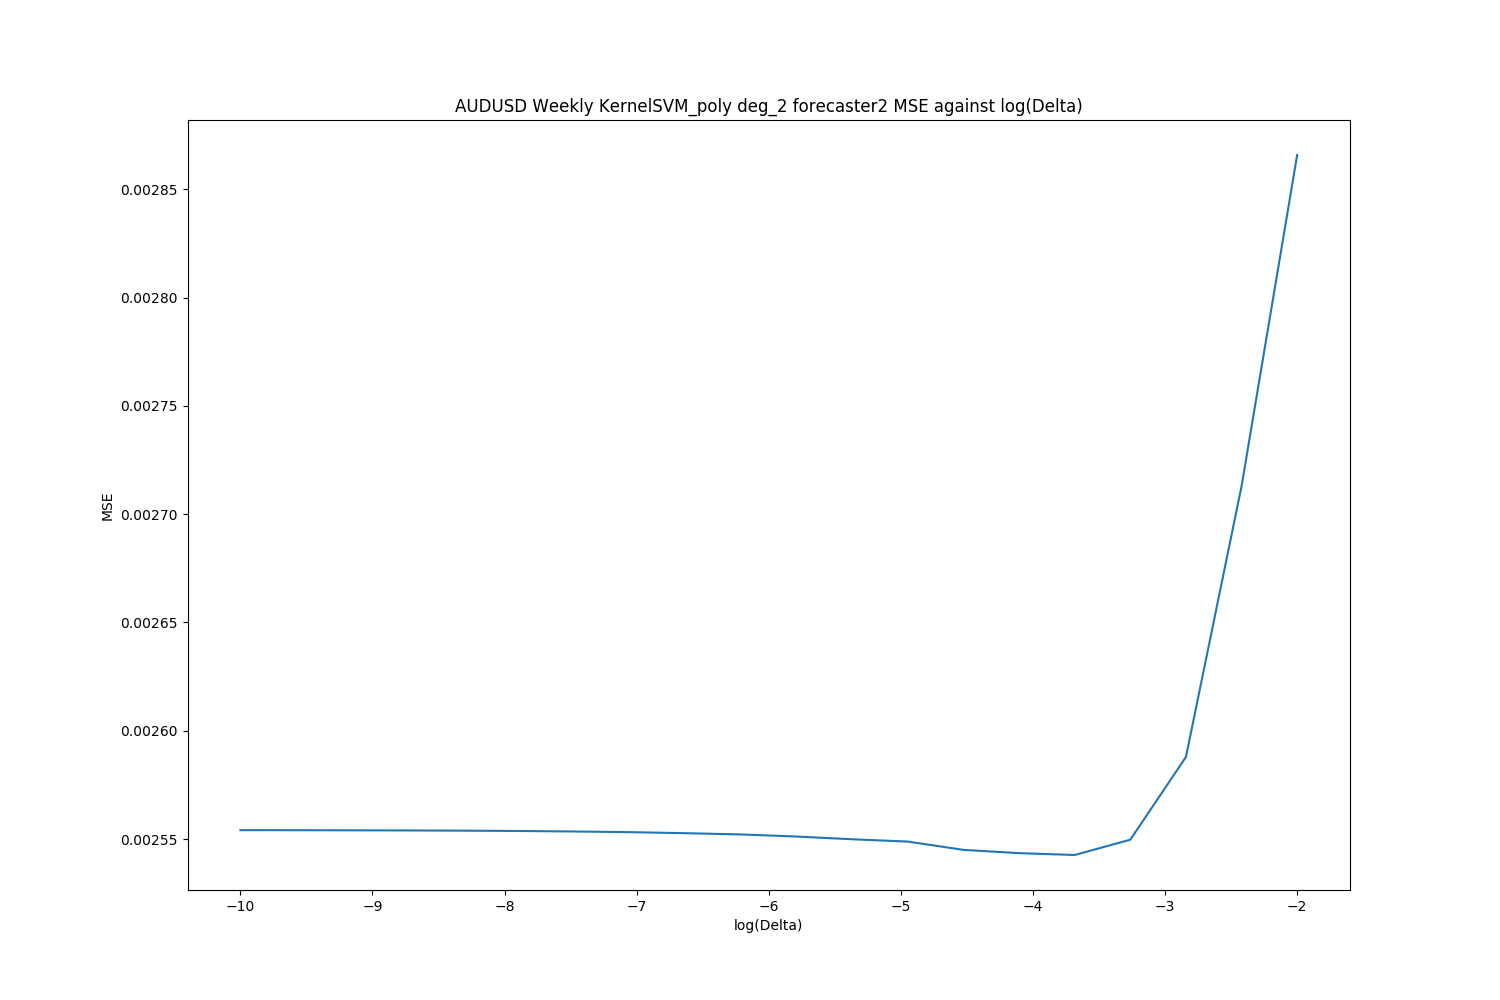 AUDUSD Weekly KernelSVM_poly deg_2 forecaster2 MSE against log(Delta)
0.00285
0.00280
0.00275
0.00270
0.00265
0.00260
0.00255
MSE
−10 −9 −8 −7 −6 −5 −4 −3 −2
log(Delta)